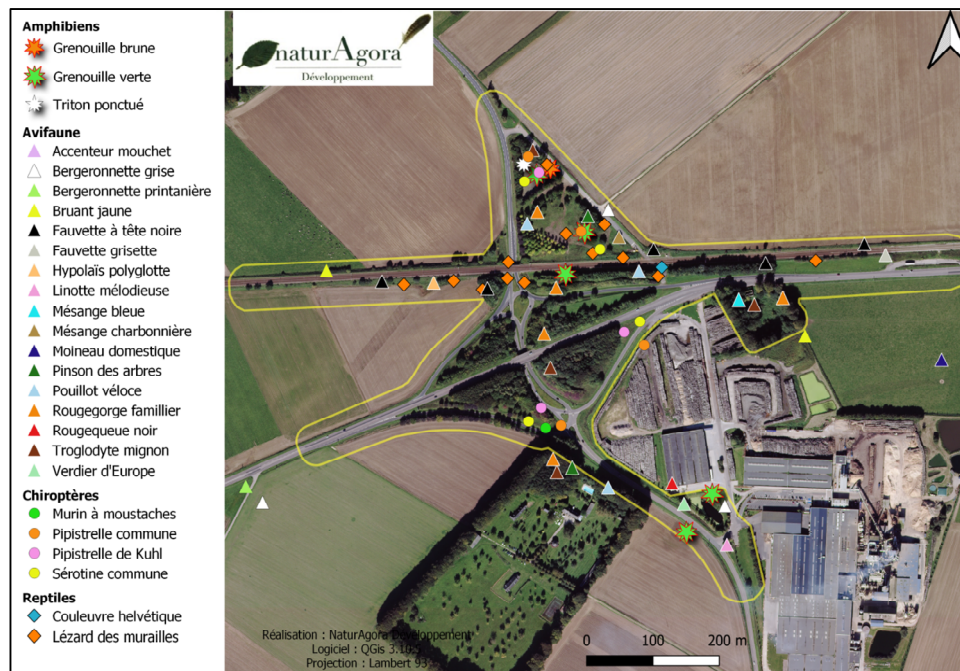 Amphibiens
Grenouille brune
Grenouille verte
Triton ponctué
Avifaune
Accenteur mouchet
Bergeronnette grise
Bergeronnette printanière
Bruant jaune
Fauvette à tête noire
Fauvette grisette
Hypolaïs polyglotte
Linotte mélodieuse
Mésange bleue
Mésange charbonnière
Moineau domestique
Pinson des arbres
Pouillot véloce
Rougegorge famillier
Rougequeue noir
Troglodyte mignon
Verdier d'Europe
Chiroptères
Murin à moustaches
Pipistrelle commune
Pipistrelle de Kuhl
Sérotine commune
Reptiles
Couleuvre helvétique
Lézard des murailles
naturAgora
Développement
Réalisation : NaturAgora Développement
Logiciel : QGis
Projection : Lambert 93
0 100 200 m